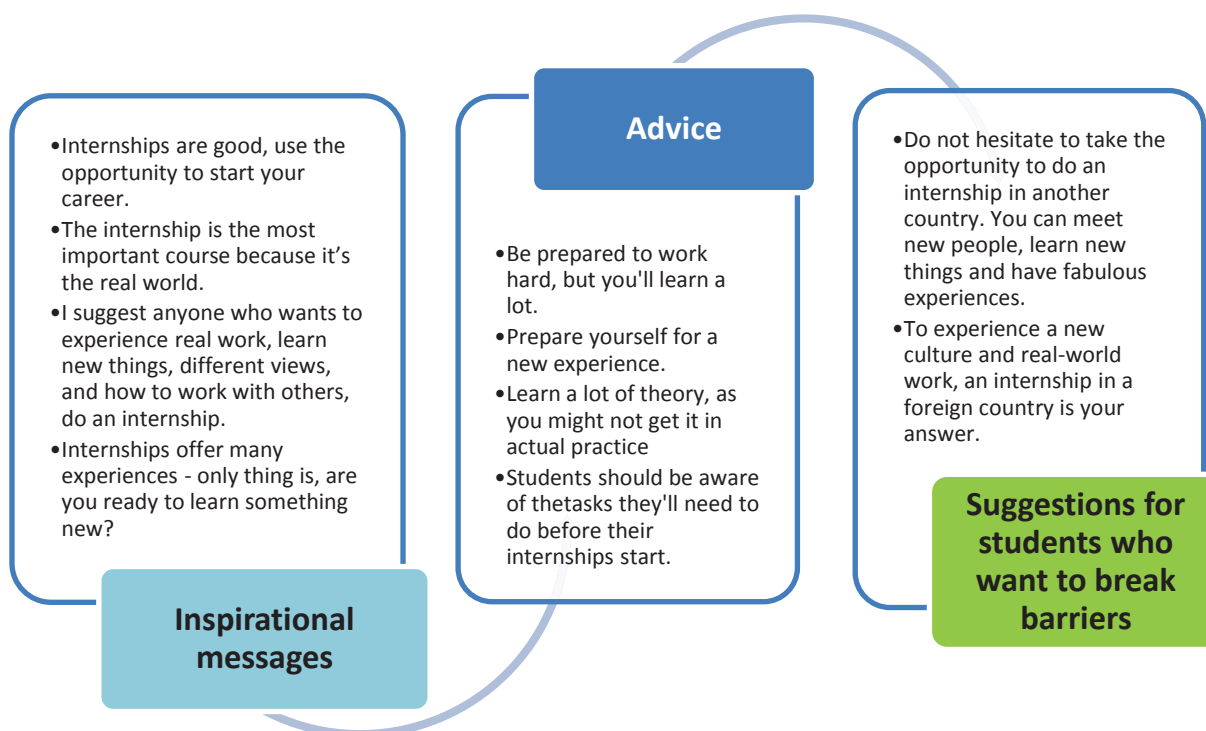 •Internships are good, use the
opportunity to start your
career.
•The internship is the most
important course because it's
the real world.
•I suggest anyone who wants to
experience real work, learn
new things, different views,
and how to work with others,
do an internship.
•Internships offer many
experiences - only thing is, are
you ready to learn something
new?
Inspirational
messages
Advice
•Be prepared to work
hard, but you'll learn a
lot.
•Prepare yourself for a
new experience.
•Learn a lot of theory, as
you might not get it in
actual practice
•Students should be aware
of thetasks they'll need to
do before their
internships start.
•Do not hesitate to take the
opportunity to do an
internship in another
country. You can meet
new people, learn new
things and have fabulous
experiences.
•To experience a new
culture and real-world
work, an internship in a
foreign country is your
answer.
Suggestions for
students who
want to break
barriers